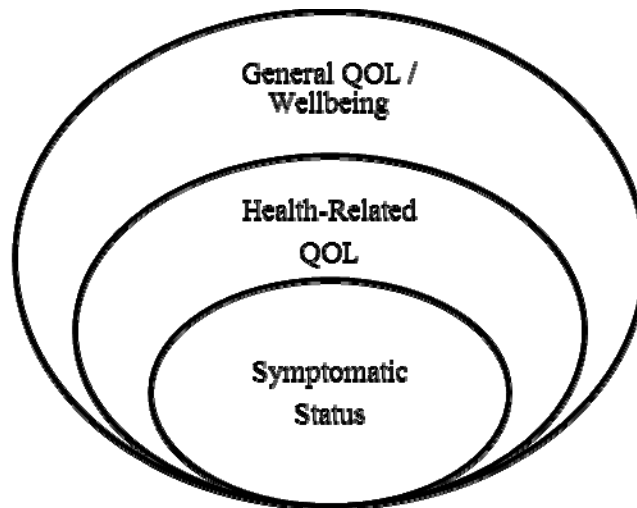 General QOL /
Wellbeing
Health-Related
QOL
Symptomatic
Status